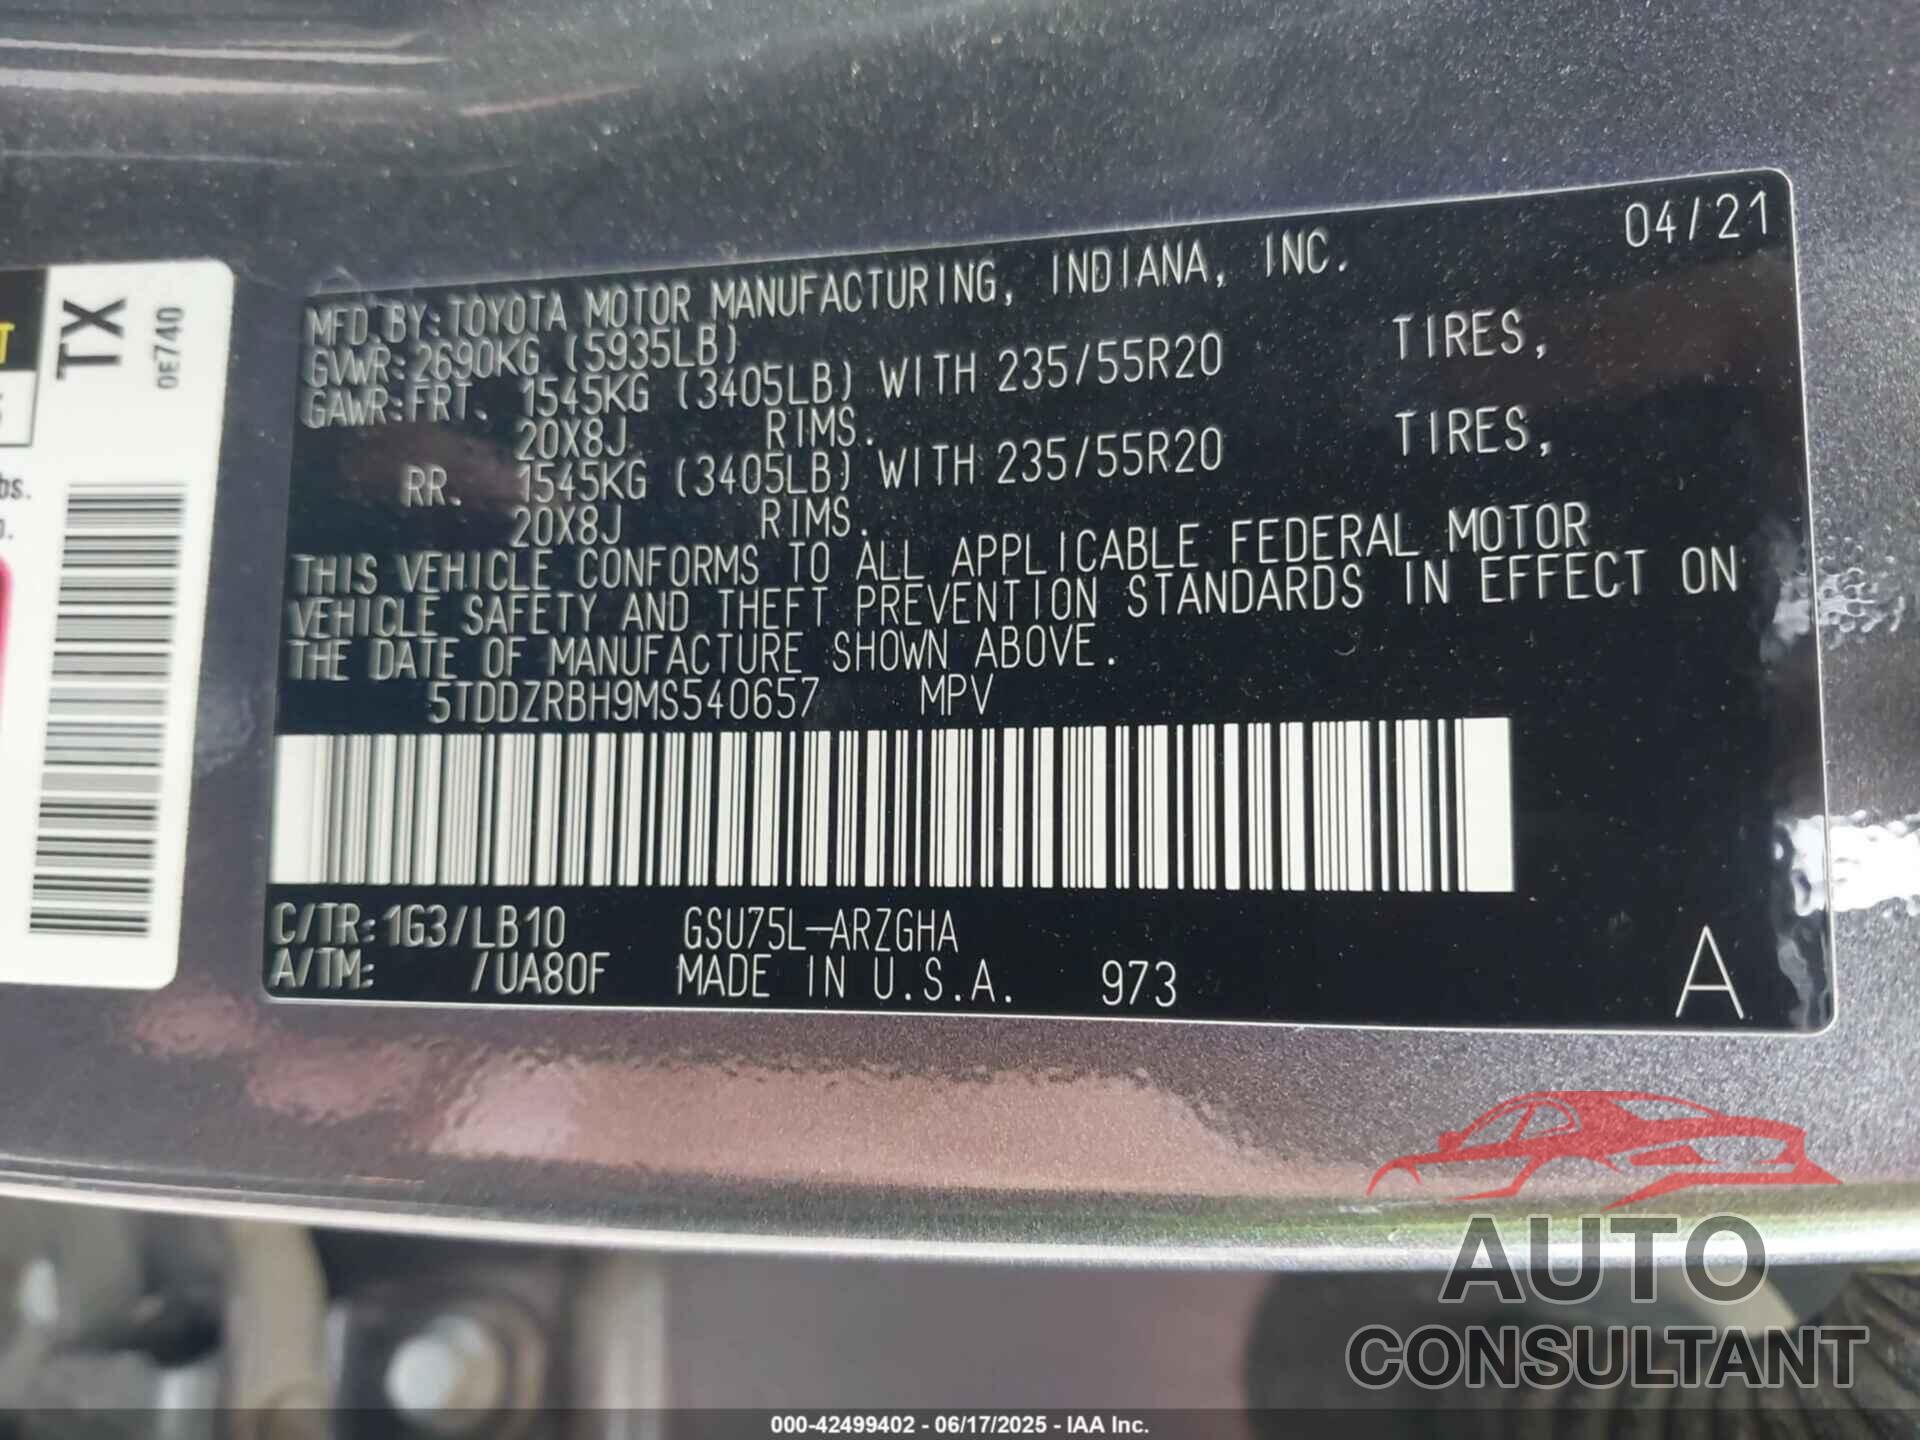 04/21
MFD.BY:TOYOTA MOTOR MANUFACTURING, INDIANA, INC.
GVWR:2690KG (5935LB)
GAWR:FRT. 1545KG (3405LB) WITH 235/55R20 TIRES,
20X8J RIMS.
RR. 1545KG (3405LB) WITH 235/55R20 TIRES,
20X8J RIMS.
THIS VEHICLE CONFORMS TO ALL APPLICABLE FEDERAL MOTOR
VEHICLE SAFETY AND THEFT PREVENTION STANDARDS IN EFFECT ON
THE DATE OF MANUFACTURE SHOWN ABOVE.
5TDDZRBH9MS540657 MPV
C/TR:1G3/LB10 GSU75L-ARZGHA
A/TM: /UA80F MADE IN U.S.A. 973
A
TX
0E740
AUTO
CONSULTANT
000-42499402 - 06/17/2025 - IAA Inc.